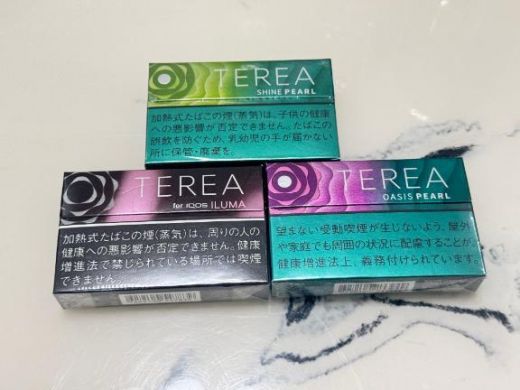 TEREA
SHINE PEARL
加熱式たばこの煙(蒸気)は、子供の健康
への悪影響が否定できません。たばこの
誤飲を防ぐため、乳幼児の手が届かない
所に保管・廃棄を。
TEREA
for IQOS ILUMA
加熱式たばこの煙(蒸気)は、周りの人の
健康への悪影響が否定できません。健康
増進法で禁じられている場所では喫煙
できません。
TEREA
OASIS PEARL
望まない受動喫煙が生じないよう、屋外
や家庭でも周囲の状況に配慮することが、
健康増進法上、義務付けられています。